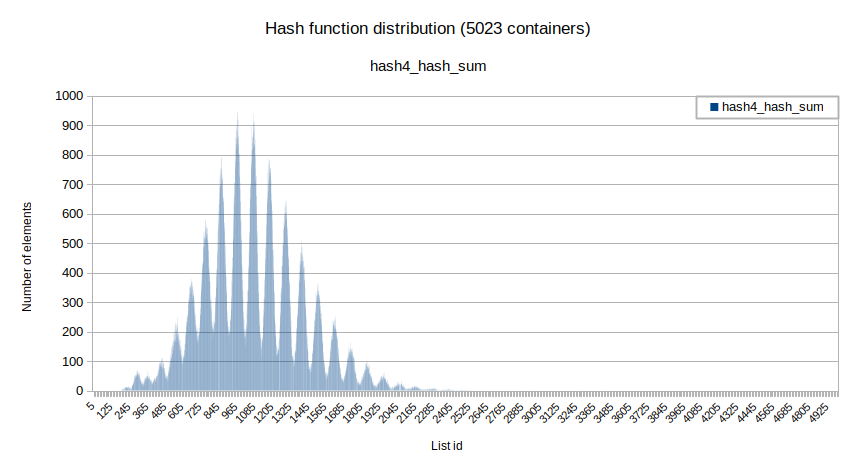 Hash function distribution (5023 containers)
hash4_hash_sum
hash4_hash_sum
1000
900
800
700
600
500
400
300
200
100
0
Number of elements
5 125 245 365 485 605 725 845 965 1085 1205 1325 1445 1565 1685 1805 1925 2045 2165 2285 2405 2525 2645 2765 2885 3005 3125 3245 3365 3485 3605 3725 3845 3965 4085 4205 4325 4445 4565 4685 4805 4925
List id